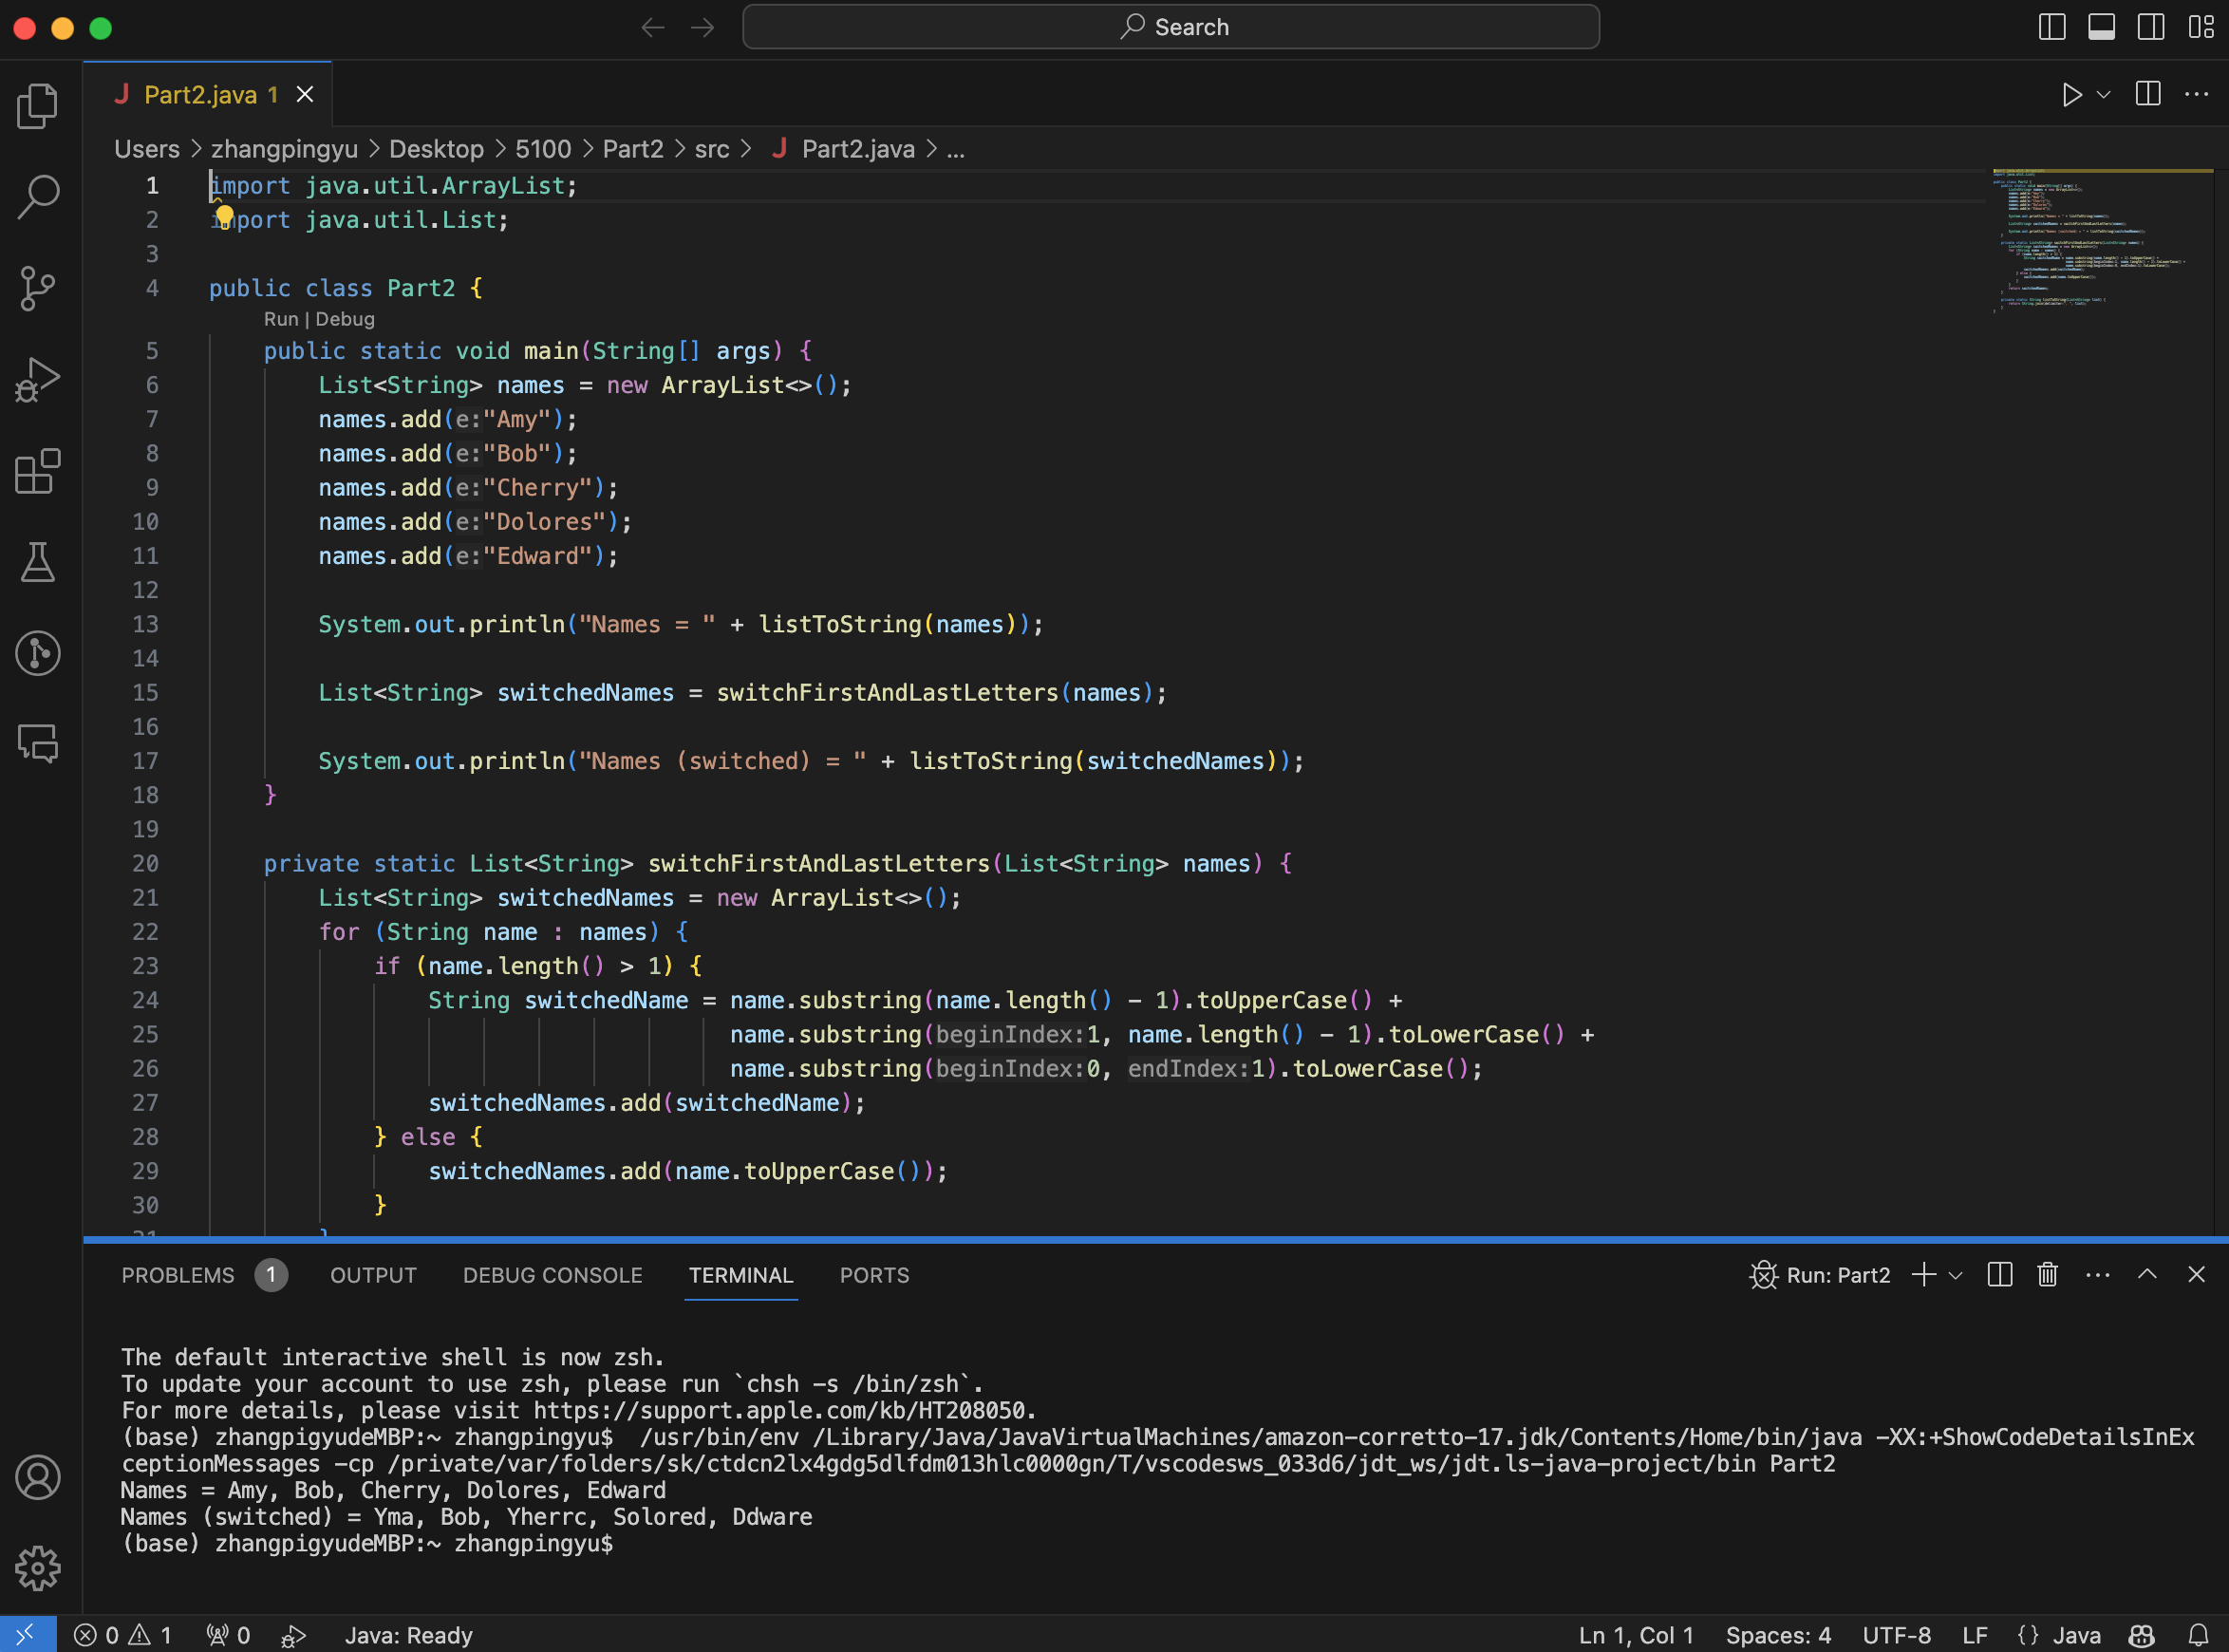 Search
J Part2.java 1
Users > zhangpingyu > Desktop > 5100 > Part2 > src > J Part2.java > ...
1 import java.util.ArrayList;
2 import java.util.List;
3
4 public class Part2 {
Run | Debug
5 public static void main(String[] args) {
6 List<String> names = new ArrayList<>();
7 names.add(e:"Amy");
8 names.add(e:"Bob");
9 names.add(e:"Cherry");
10 names.add(e:"Dolores");
11 names.add(e:"Edward");
12
13 System.out.println("Names = " + listToString(names));
14
15 List<String> switchedNames = switchFirstAndLastLetters(names);
16
17 System.out.println("Names (switched) = " + listToString(switchedNames));
18 }
19
20 private static List<String> switchFirstAndLastLetters(List<String> names) {
21 List<String> switchedNames = new ArrayList<>();
22 for (String name : names) {
23 if (name.length() > 1) {
24 String switchedName = name.substring(name.length() - 1).toUpperCase() +
25 name.substring(beginIndex:1, name.length() - 1).toLowerCase() +
26 name.substring(beginIndex:0, endIndex:1).toLowerCase();
27 switchedNames.add(switchedName);
28 } else {
29 switchedNames.add(name.toUpperCase());
30 }
31 }
PROBLEMS 1 OUTPUT DEBUG CONSOLE TERMINAL PORTS Run: Part2
The default interactive shell is now zsh.
To update your account to use zsh, please run `chsh -s /bin/zsh`.
For more details, please visit https://support.apple.com/kb/HT208050.
(base) zhangpigyudeMBP:~ zhangpingyu$  /usr/bin/env /Library/Java/JavaVirtualMachines/amazon-corretto-17.jdk/Contents/Home/bin/java -XX:+ShowCodeDetailsInEx
ceptionMessages -cp /private/var/folders/sk/ctdcn2lx4gdg5dlfdm013hlc0000gn/T/vscodesws_033d6/jdt_ws/jdt.ls-java-project/bin Part2
Names = Amy, Bob, Cherry, Dolores, Edward
Names (switched) = Yma, Bob, Yherrc, Solored, Ddware
(base) zhangpigyudeMBP:~ zhangpingyu$
0 1 0 Java: Ready Ln 1, Col 1 Spaces: 4 UTF-8 LF {} Java